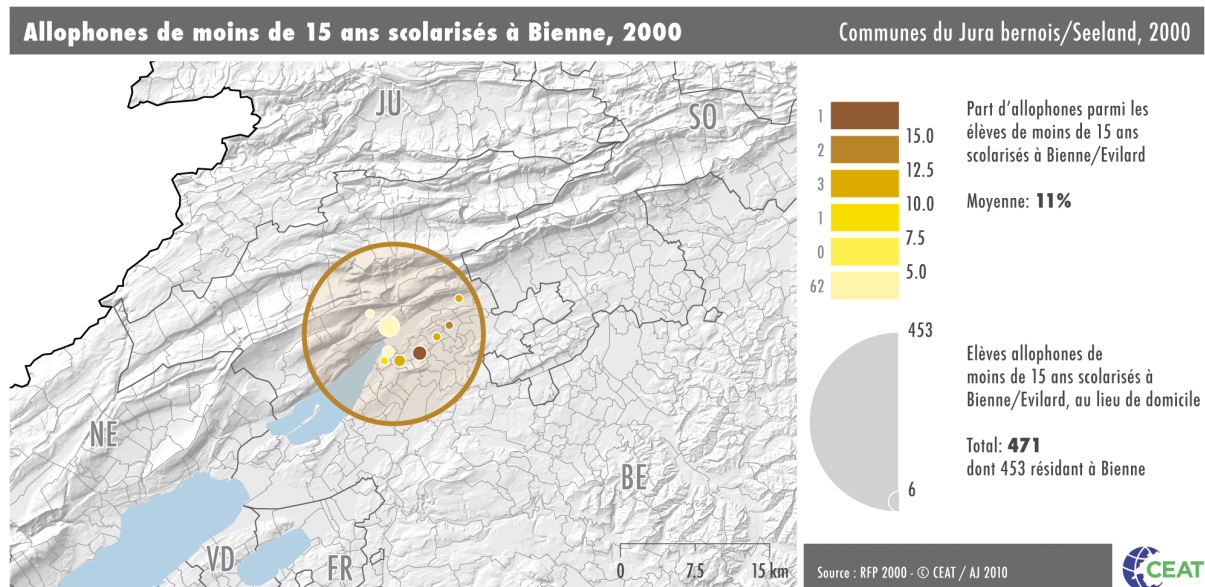 Allophones de moins de 15 ans scolarisés à Bienne, 2000
Communes du Jura bernois/Seeland, 2000
JU
SO
NE
BE
VD
FR
0 7.5 15 km
1
15.0
2
12.5
3
10.0
1
7.5
0
5.0
62
Part d'allophones parmi les
élèves de moins de 15 ans
scolarisés à Bienne/Evilard
Moyenne: 11%
453
6
Elèves allophones de
moins de 15 ans scolarisés à
Bienne/Evilard, au lieu de domicile
Total: 471
dont 453 résidant à Bienne
Source : RFP 2000 - © CEAT / AJ 2010
CEAT